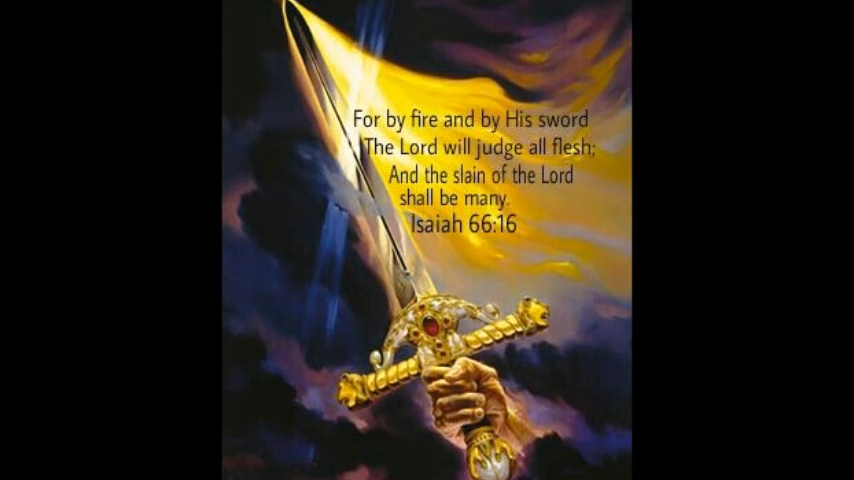 For by fire and by His sword
The Lord will judge all flesh;
And the slain of the Lord
shall be many.
Isaiah 66:16